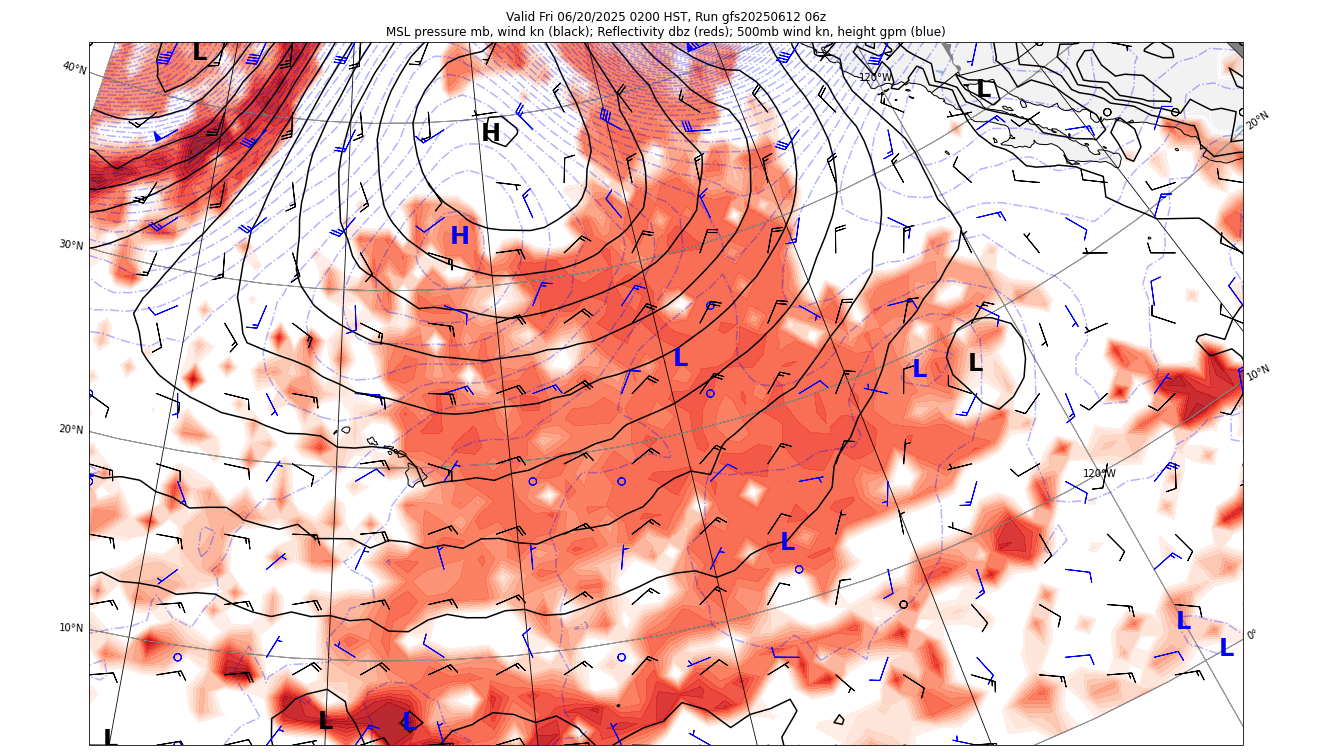 Valid Fri 06/20/2025 0200 HST, Run gfs20250612 06z
MSL pressure mb, wind kn (black); Reflectivity dbz (reds); 500mb wind kn, height gpm (blue)
L
40°N
120°W
L
20°N
H
H
30°N
L
L
L
10°N
20°N
120°W
L
10°N
L
0°
L
L
L
L